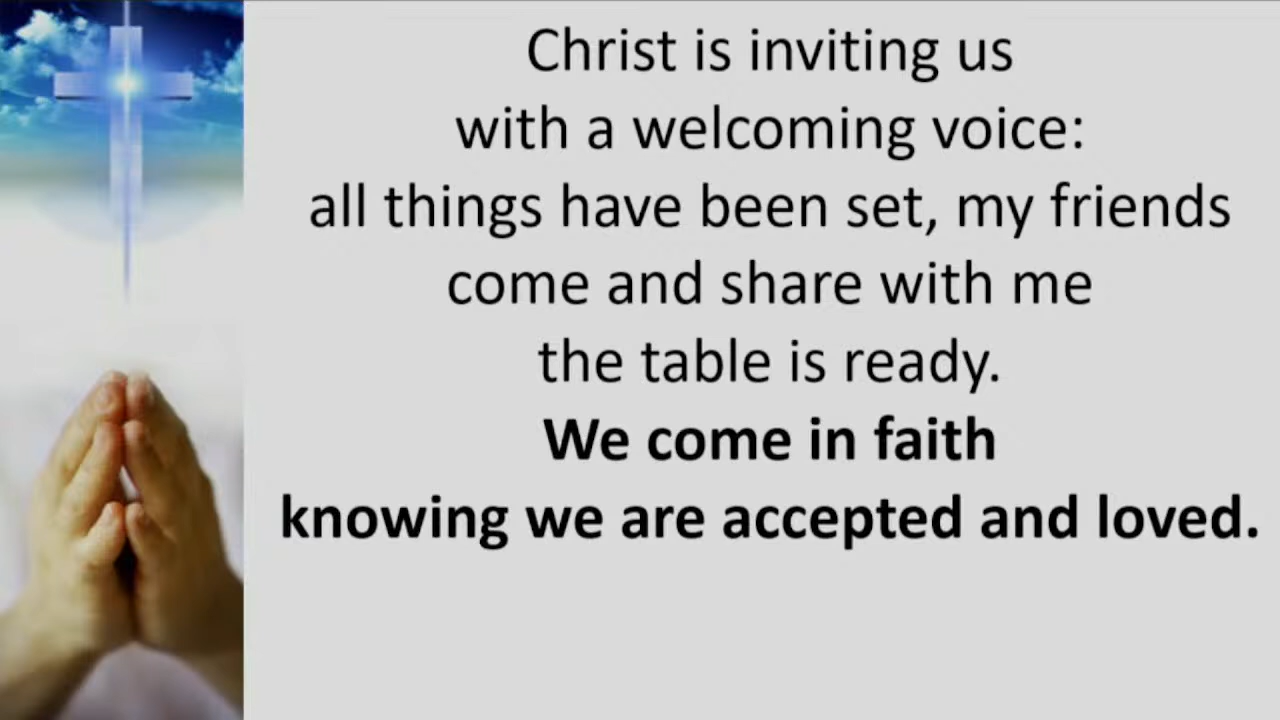 Christ is inviting us
with a welcoming voice:
all things have been set, my friends
come and share with me
the table is ready.
We come in faith
knowing we are accepted and loved.